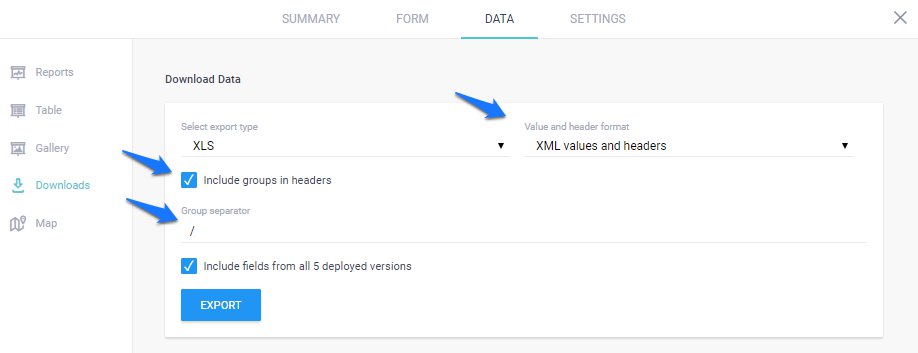 SUMMARY FORM DATA SETTINGS
Reports
Table
Gallery
Downloads
Map
Download Data
Select export type Value and header format
XLS XML values and headers
Include groups in headers
Group separator
/
Include fields from all 5 deployed versions
EXPORT